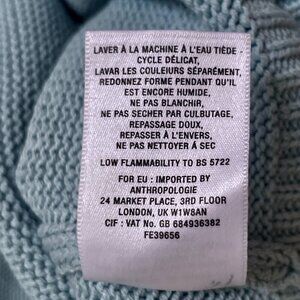 LAVER À LA MACHINE À L'EAU TIÈDE -
CYCLE DÉLICAT,
LAVAR LES COULEURS SÉPARÉMENT,
REDONNEZ FORME PENDANT QU'IL
EST ENCORE HUMIDE,
NE PAS BLANCHIR,
NE PAS SECHER PAR CULBUTAGE,
REPASSAGE DOUX,
REPASSER À L'ENVERS,
NE PAS NETTOYER Á SEC
LOW FLAMMABILITY TO BS 5722
FOR EU : IMPORTED BY
ANTHROPOLOGIE
24 MARKET PLACE, 3RD FLOOR
LONDON, UK W1W8AN
CIF : VAT No. GB 684936382
FE39656